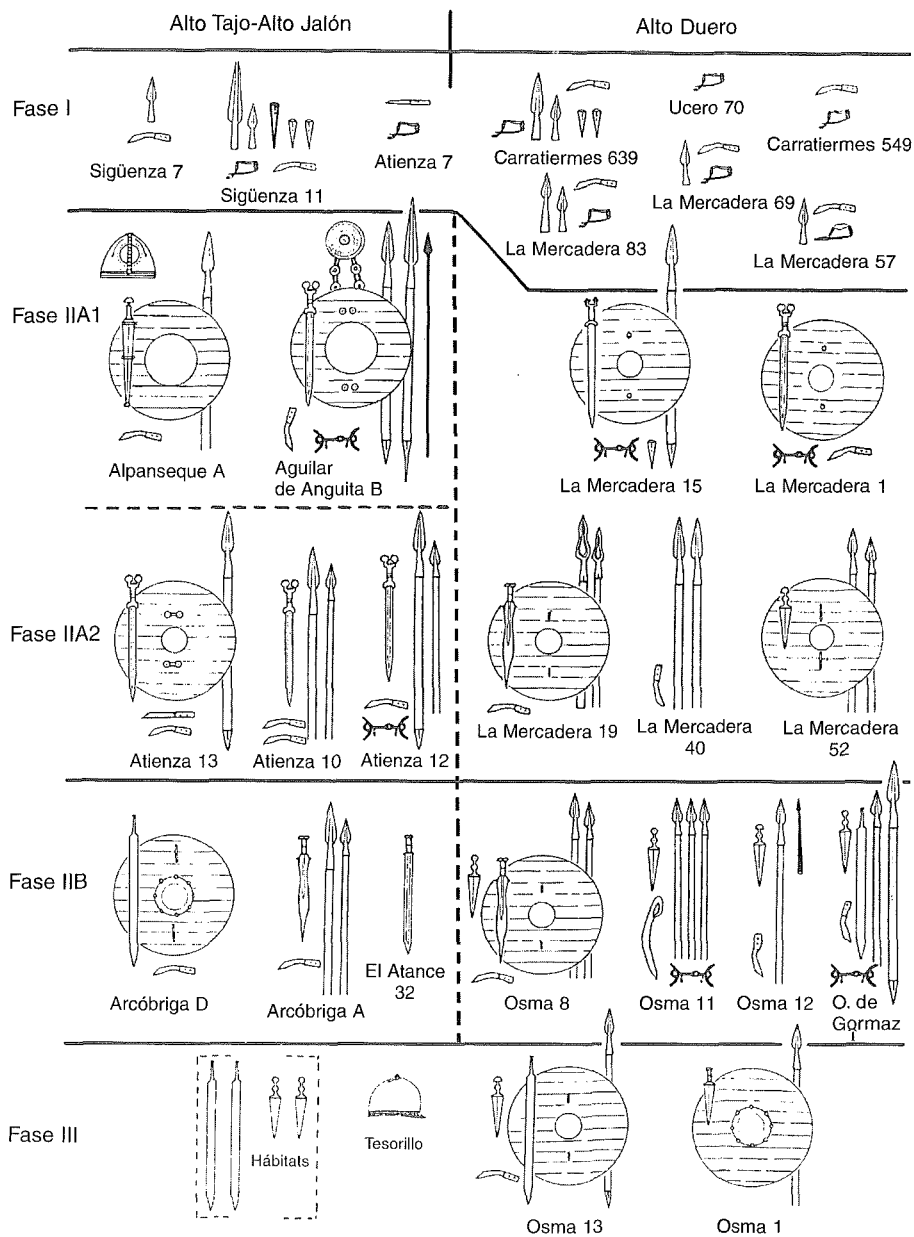 Alto Tajo-Alto Jalón
Alto Duero
Fase I
Sigüenza 7
Sigüenza 11
Atienza 7
Carratiermes 639
Ucero 70
Carratiermes 549
La Mercadera 69
La Mercadera 83
La Mercadera 57
Fase IIA1
Alpanseque A
Aguilar
de Anguita B
La Mercadera 15
La Mercadera 1
Fase IIA2
Atienza 13
Atienza 10
Atienza 12
La Mercadera 19
La Mercadera
40
La Mercadera
52
Fase IIB
Arcóbriga D
Arcóbriga A
El Atance
32
Osma 8
Osma 11
Osma 12
O. de
Gormaz
Fase III
Hábitats
Tesorillo
Osma 13
Osma 1